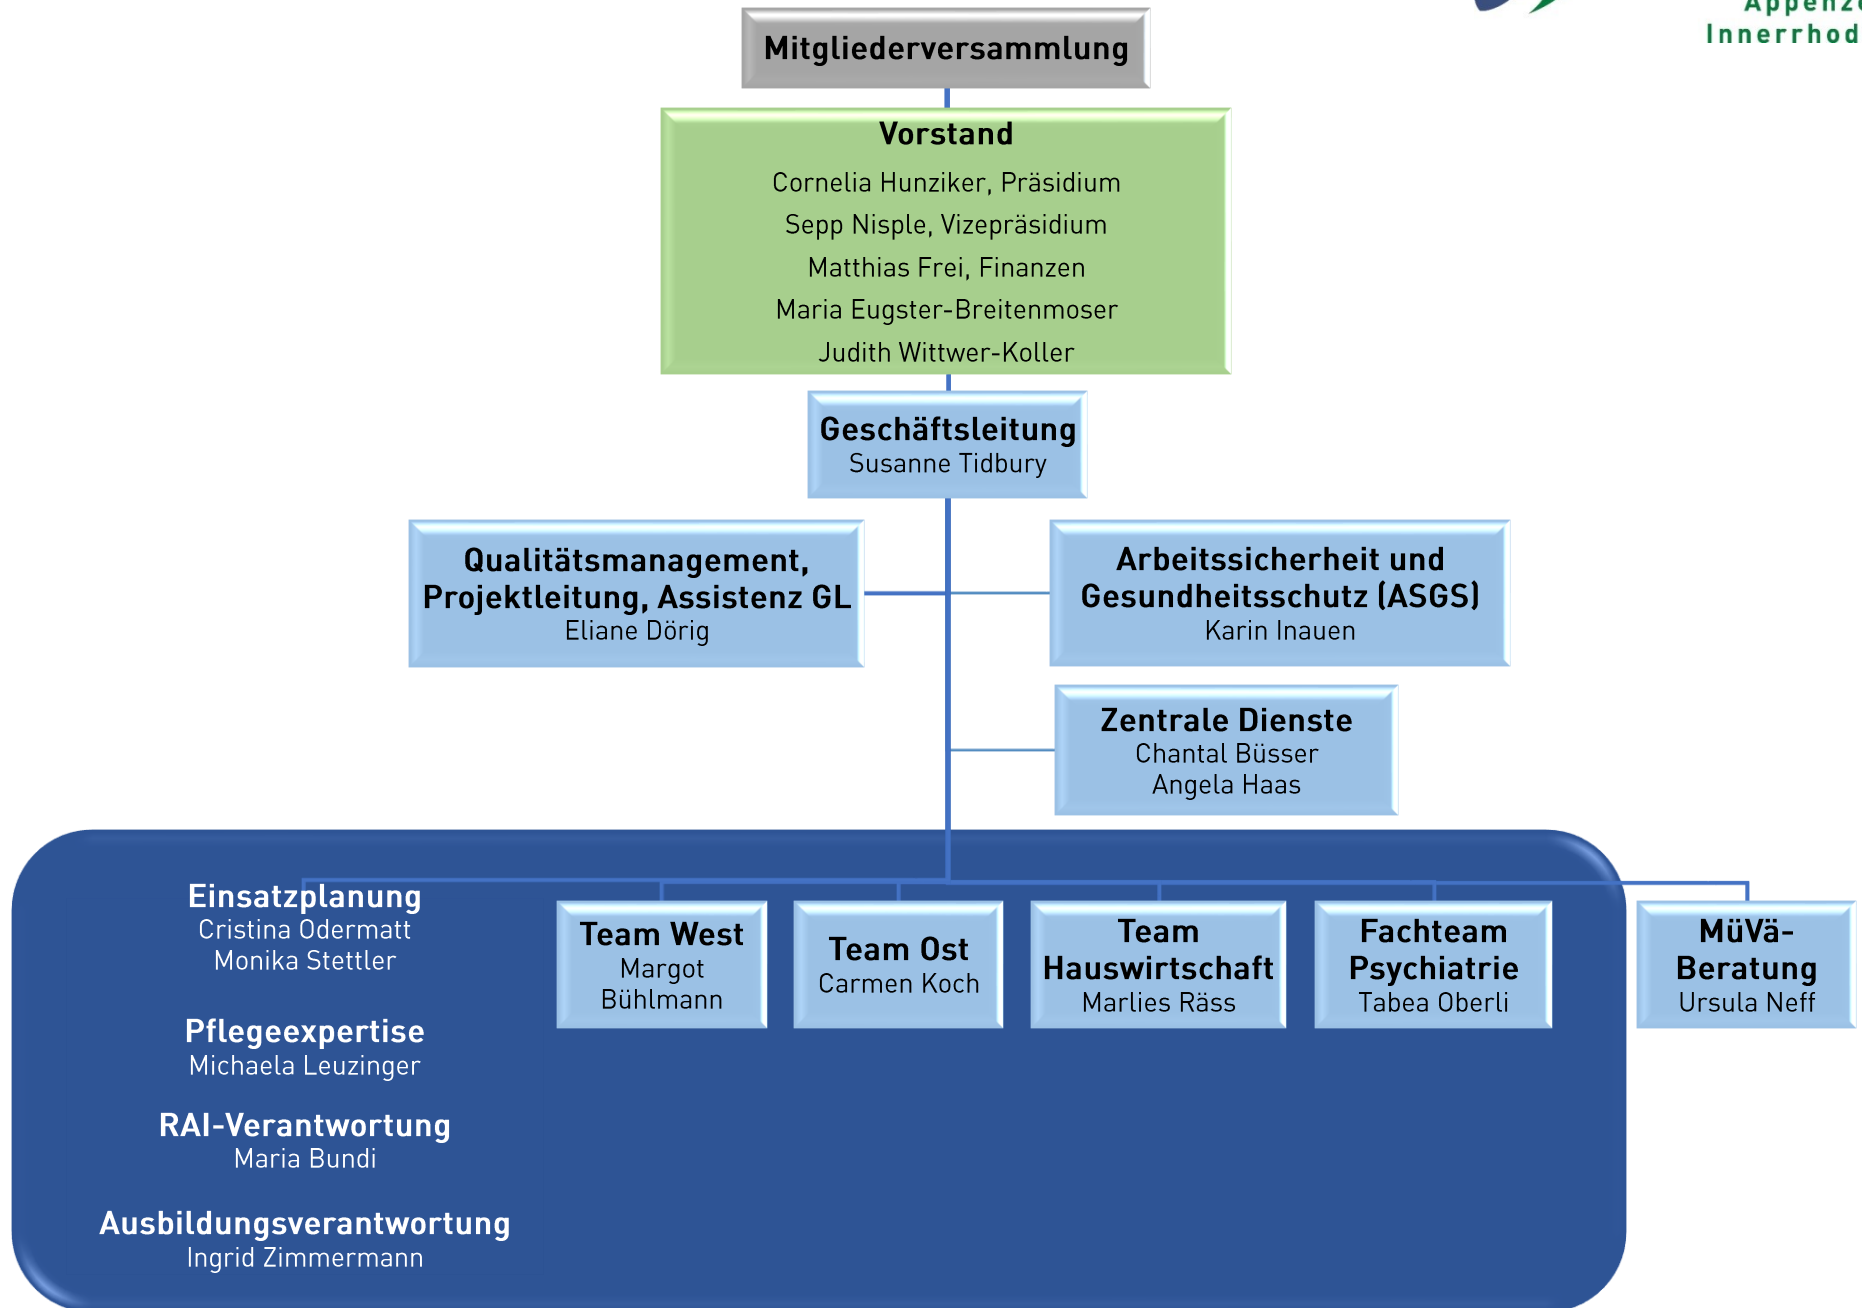 Innerrhod
Mitgliederversammlung
Vorstand
Cornelia Hunziker, Präsidium
Sepp Nisple, Vizepräsidium
Matthias Frei, Finanzen
Maria Eugster-Breitenmoser
Judith Wittwer-Koller
Geschäftsleitung
Susanne Tidbury
Qualitätsmanagement,
Projektleitung, Assistenz GL
Eliane Dörig
Arbeitssicherheit und
Gesundheitsschutz (ASGS)
Karin Inauen
Zentrale Dienste
Chantal Büsser
Angela Haas
Einsatzplanung
Cristina Odermatt
Monika Stettler
Pflegeexpertise
Michaela Leuzinger
RAI-Verantwortung
Maria Bundi
Ausbildungsverantwortung
Ingrid Zimmermann
Team West
Margot
Bühlmann
Team Ost
Carmen Koch
Team
Hauswirtschaft
Marlies Räss
Fachteam
Psychiatrie
Tabea Oberli
MüVä-
Beratung
Ursula Neff